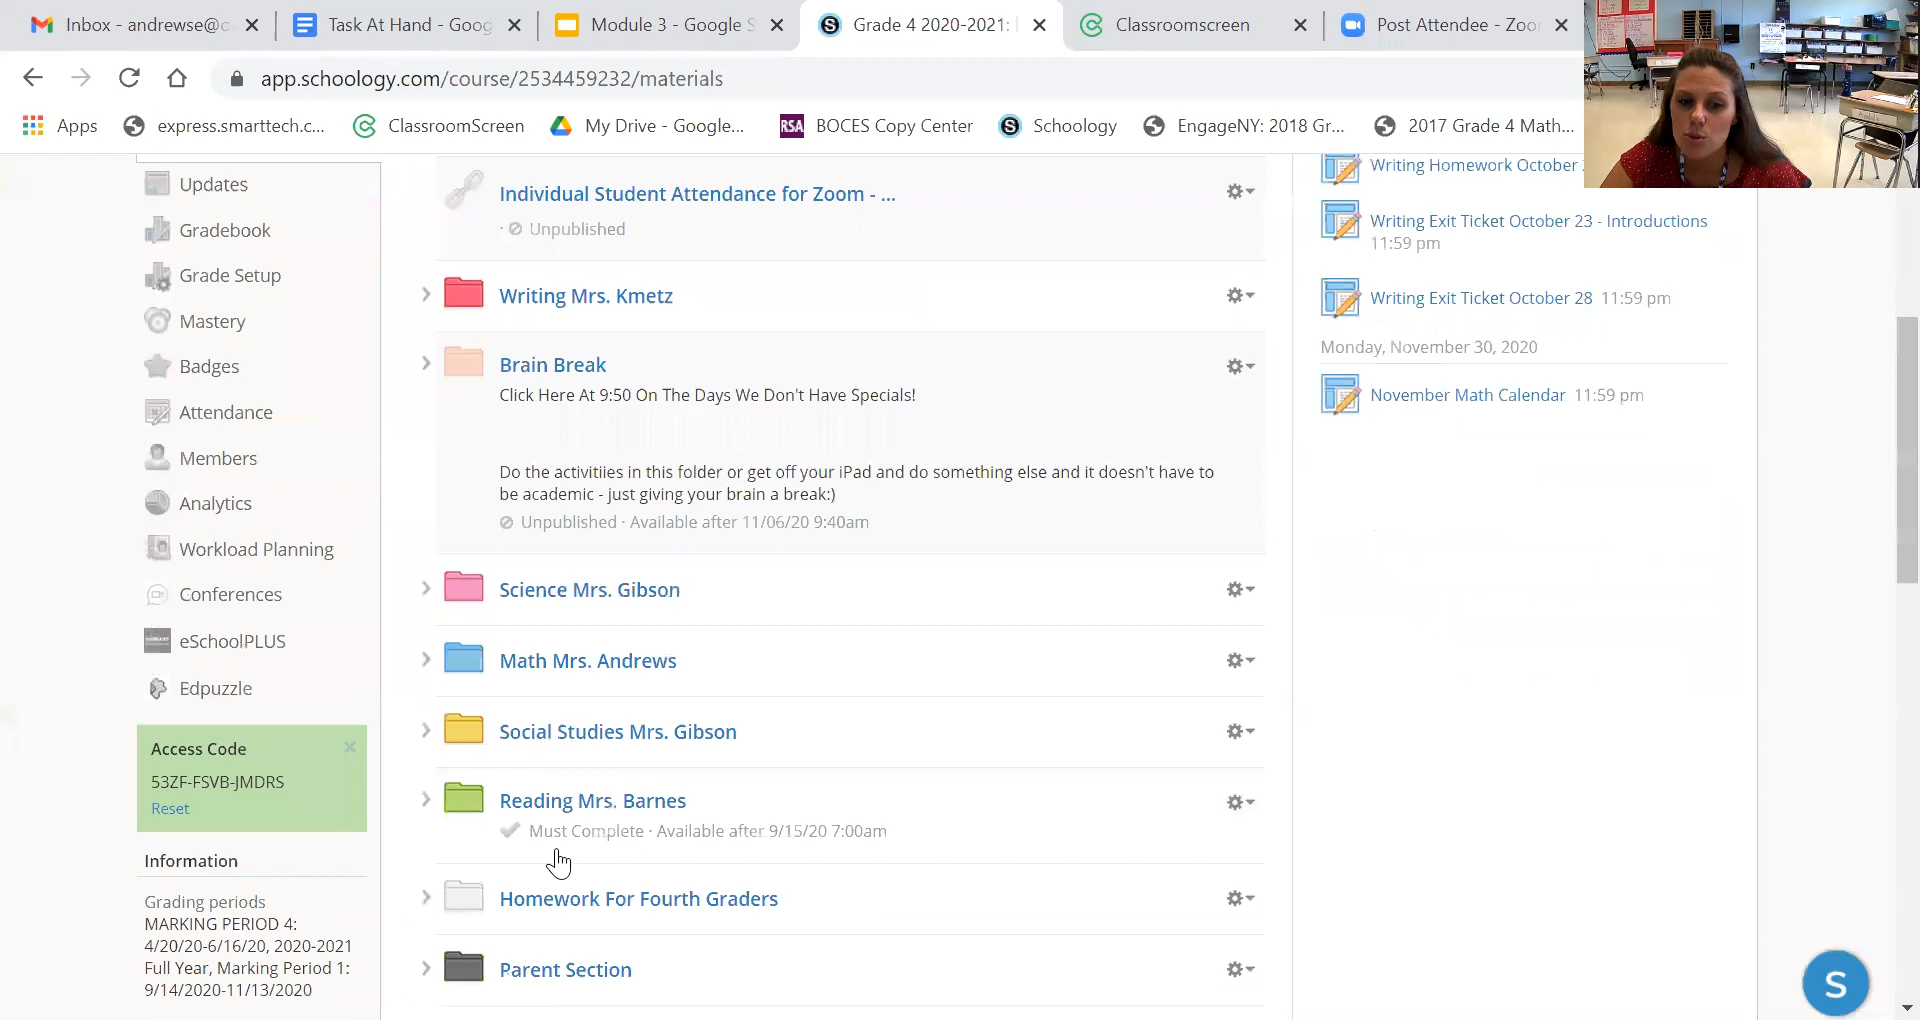 Inbox - andrewse@c
Task At Hand - Goog
Module 3 - Google S
Grade 4 2020-2021:
Classroomscreen
Post Attendee - Zoo
app.schoology.com/course/2534459232/materials
Apps
express.smarttech.c...
ClassroomScreen
My Drive - Google...
RSA
BOCES Copy Center
Schoology
EngageNY: 2018 Gr...
2017 Grade 4 Math...
Updates
Gradebook
Grade Setup
Mastery
Badges
Attendance
Members
Analytics
Workload Planning
Conferences
eSchoolPLUS
Edpuzzle
Access Code
53ZF-FSVB-JMDRS
Reset
Information
Grading periods
MARKING PERIOD 4:
4/20/20-6/16/20, 2020-2021
Full Year, Marking Period 1:
9/14/2020-11/13/2020
Individual Student Attendance for Zoom - ...
· Unpublished
Writing Mrs. Kmetz
Brain Break
Click Here At 9:50 On The Days We Don't Have Specials!
Do the activitiies in this folder or get off your iPad and do something else and it doesn't have to
be academic - just giving your brain a break:)
Unpublished · Available after 11/06/20 9:40am
Science Mrs. Gibson
Math Mrs. Andrews
Social Studies Mrs. Gibson
Reading Mrs. Barnes
Must Complete · Available after 9/15/20 7:00am
Homework For Fourth Graders
Parent Section
Writing Homework October
Writing Exit Ticket October 23 - Introductions
11:59 pm
Writing Exit Ticket October 28 11:59 pm
Monday, November 30, 2020
November Math Calendar 11:59 pm
S